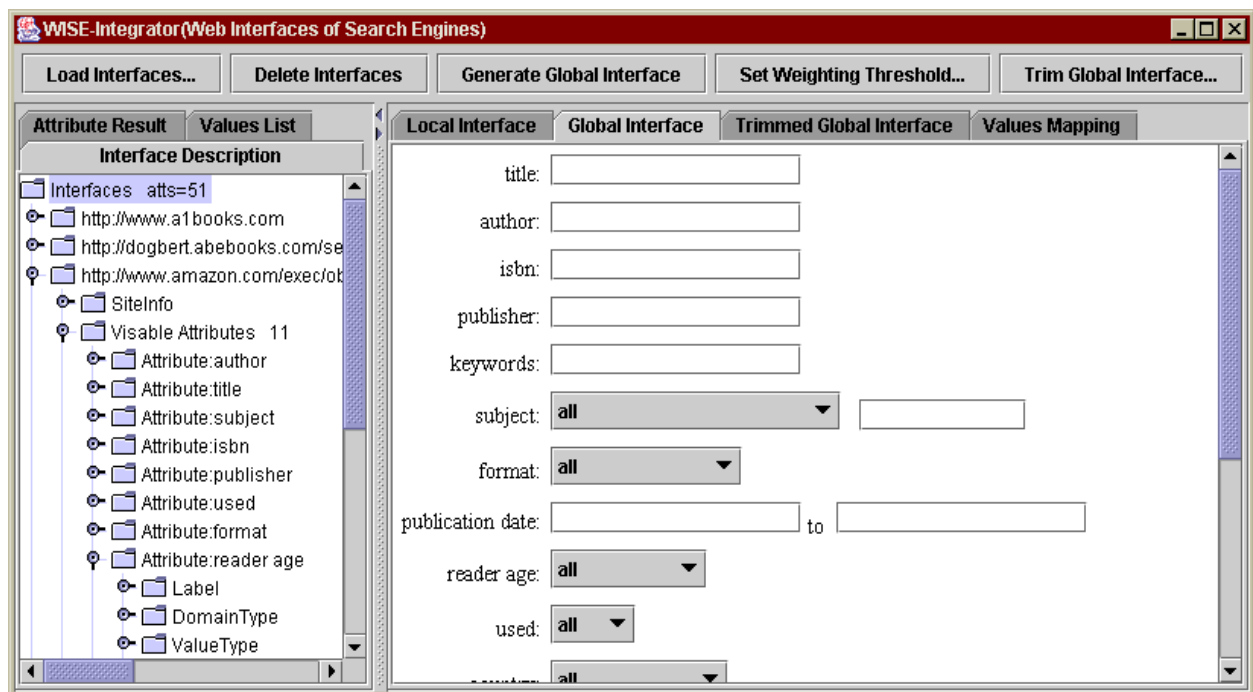 WISE-Integrator(Web Interfaces of Search Engines)
Load Interfaces... Delete Interfaces Generate Global Interface Set Weighting Threshold... Trim Global Interface...
Attribute Result Values List
Interface Description
Interfaces atts=51
http://www.a1books.com
http://dogbert.abebooks.com/se
http://www.amazon.com/exec/ob
SiteInfo
Visable Attributes 11
Attribute:author
Attribute:title
Attribute:subject
Attribute:isbn
Attribute:publisher
Attribute:used
Attribute:format
Attribute:reader age
Label
DomainType
ValueType
Local Interface Global Interface Trimmed Global Interface Values Mapping
title:
author:
isbn:
publisher:
keywords:
subject: all
format: all
publication date: to
reader age: all
used: all
all